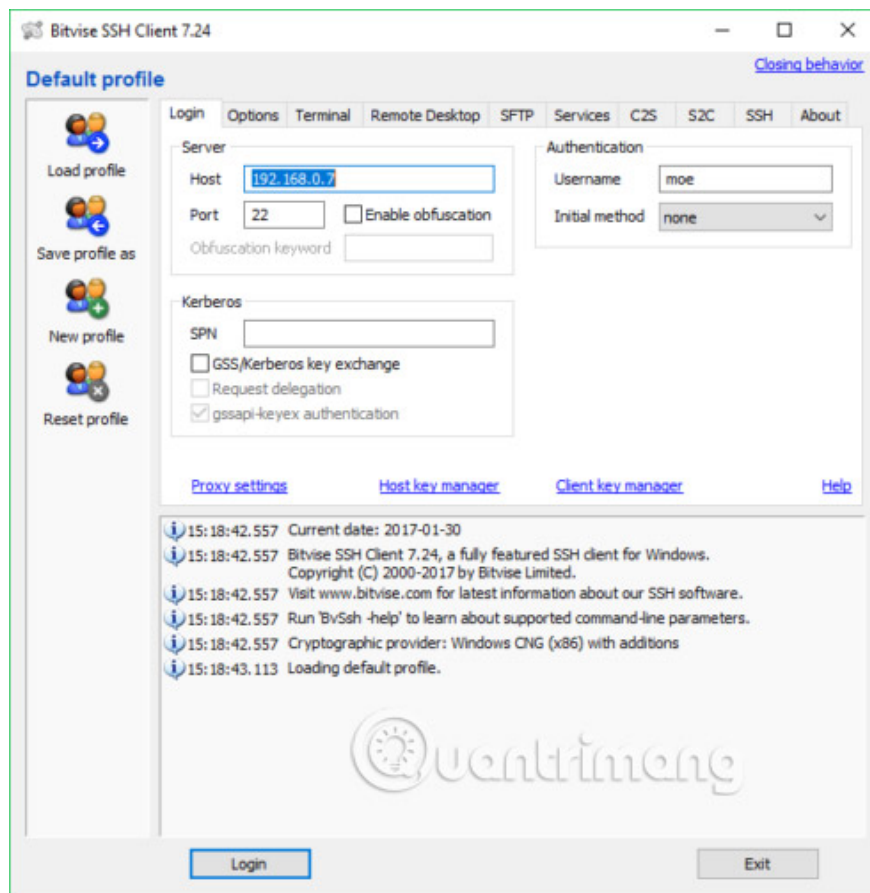 Bitvise SSH Client 7.24
Closing behavior
Default profile
Load profile
Save profile as
New profile
Reset profile
Login Options Terminal Remote Desktop SFTP Services C2S S2C SSH About
Server
Host 192.168.0.7
Port 22 Enable obfuscation
Obfuscation keyword
Authentication
Username moe
Initial method none
Kerberos
SPN
GSS/Kerberos key exchange
Request delegation
gssapi-keyex authentication
Proxy settings Host key manager Client key manager Help
15:18:42.557 Current date: 2017-01-30
15:18:42.557 Bitvise SSH Client 7.24, a fully featured SSH client for Windows.
Copyright (C) 2000-2017 by Bitvise Limited.
15:18:42.557 Visit www.bitvise.com for latest information about our SSH software.
15:18:42.557 Run 'BvSsh -help' to learn about supported command-line parameters.
15:18:42.557 Cryptographic provider: Windows CNG (x86) with additions
15:18:43.113 Loading default profile.
Quantrimang
Login Exit